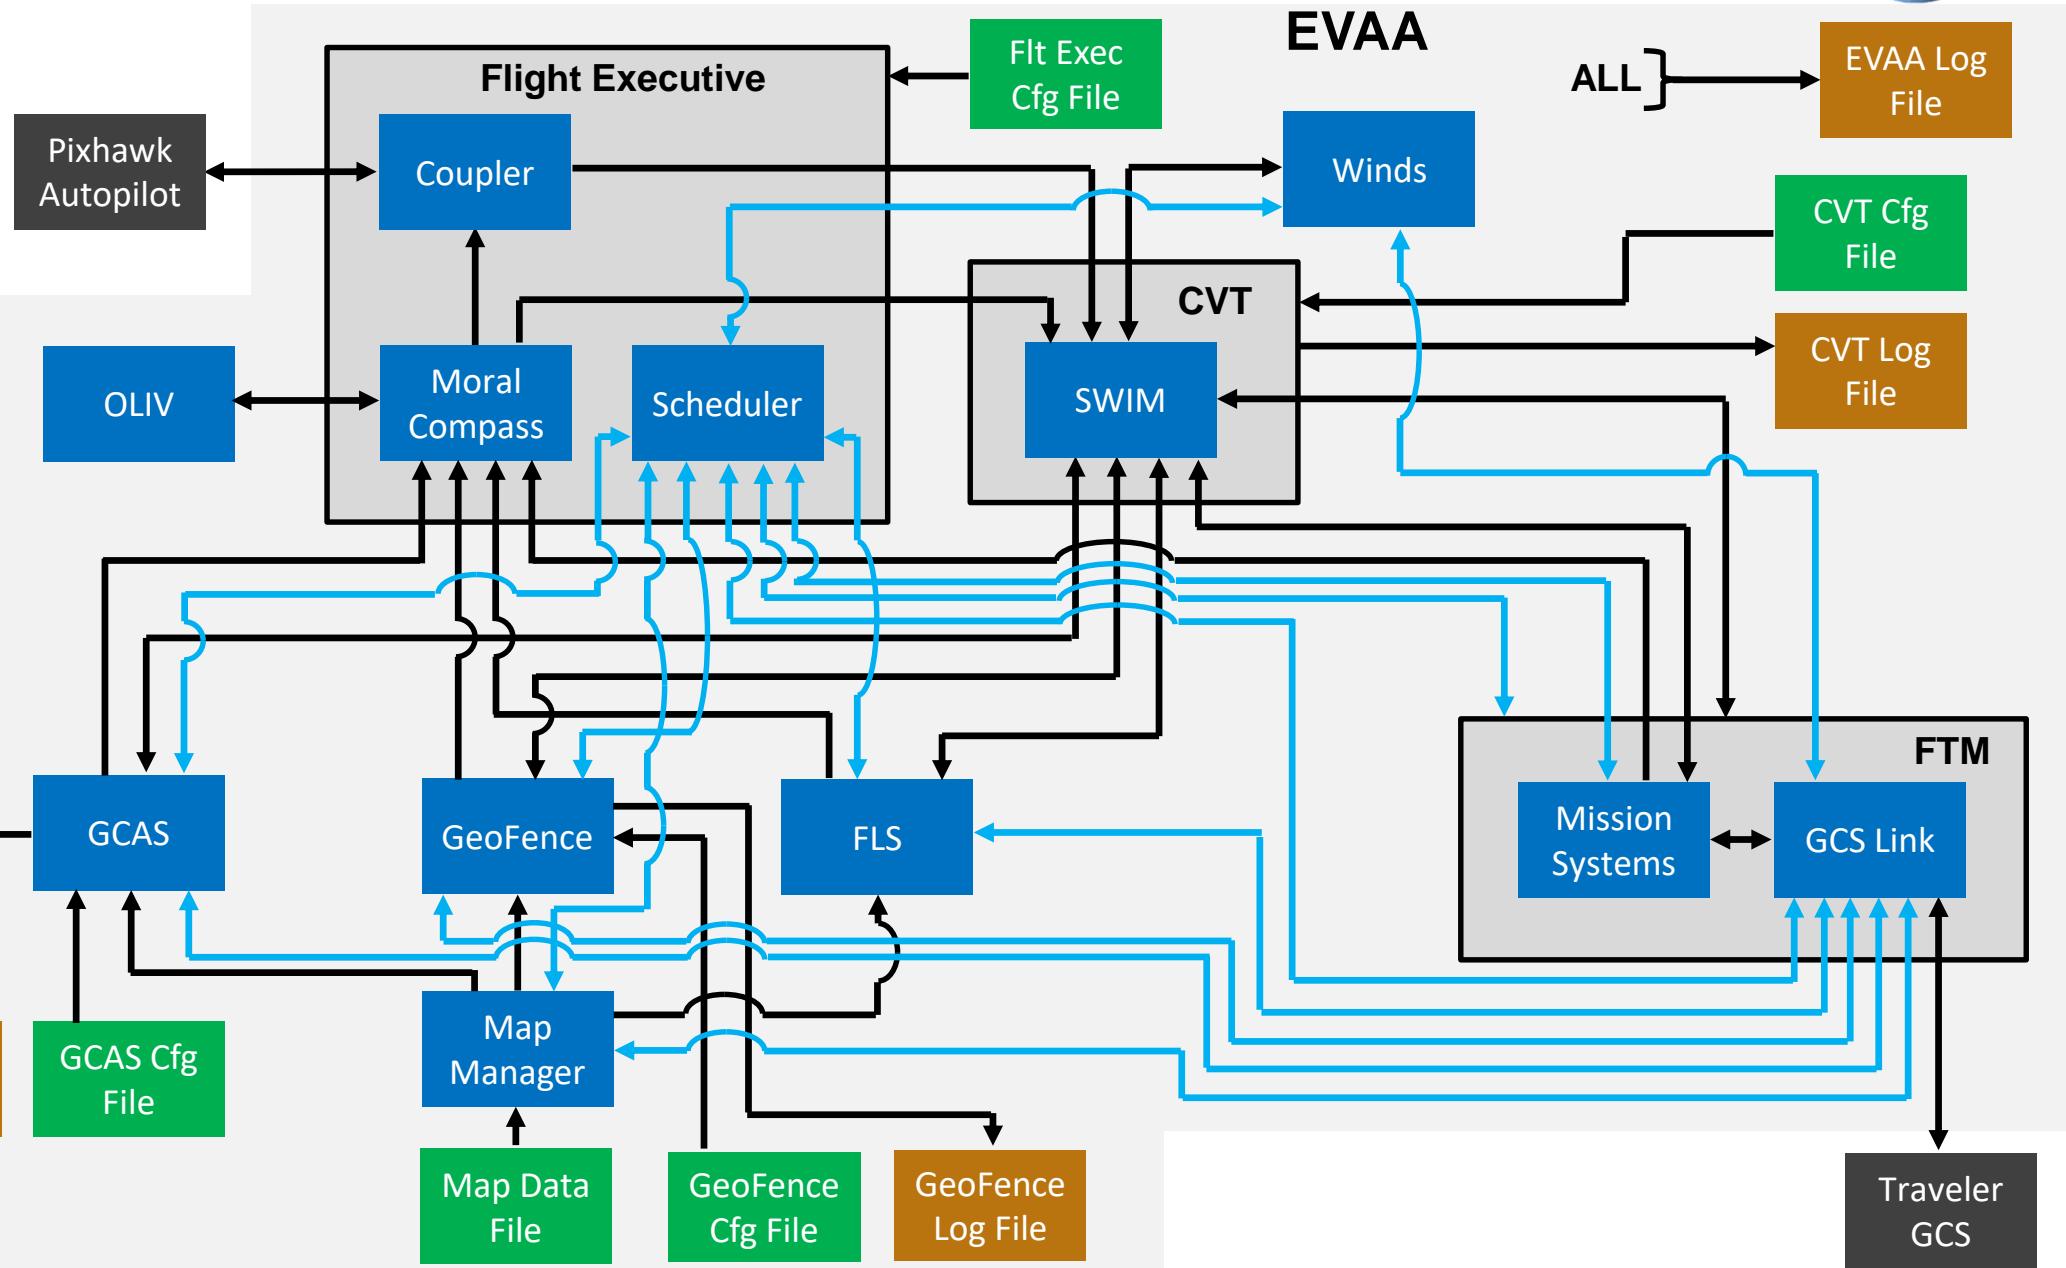 EVAA
Flight Executive
Flt Exec
Cfg File
ALL
EVAA Log
File
Pixhawk
Autopilot
Coupler
Winds
CVT Cfg
File
CVT
CVT Log
File
OLIV
Moral
Compass
Scheduler
SWIM
FTM
GCAS
GeoFence
FLS
Mission
Systems
GCS Link
Map
Manager
GCAS Cfg
File
Map Data
File
GeoFence
Cfg File
GeoFence
Log File
Traveler
GCS